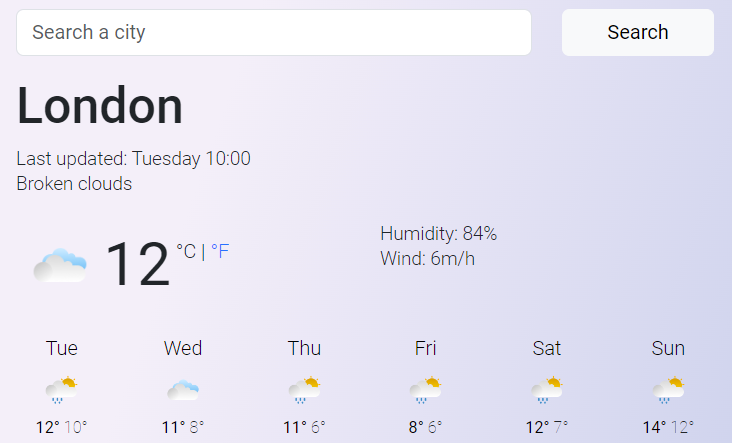 Search a city
Search
London
Last updated: Tuesday 10:00
Broken clouds
12 °C | °F
Humidity: 84%
Wind: 6m/h
Tue Wed Thu Fri Sat Sun
12° 10° 11° 8° 11° 6° 8° 6° 12° 7° 14° 12°